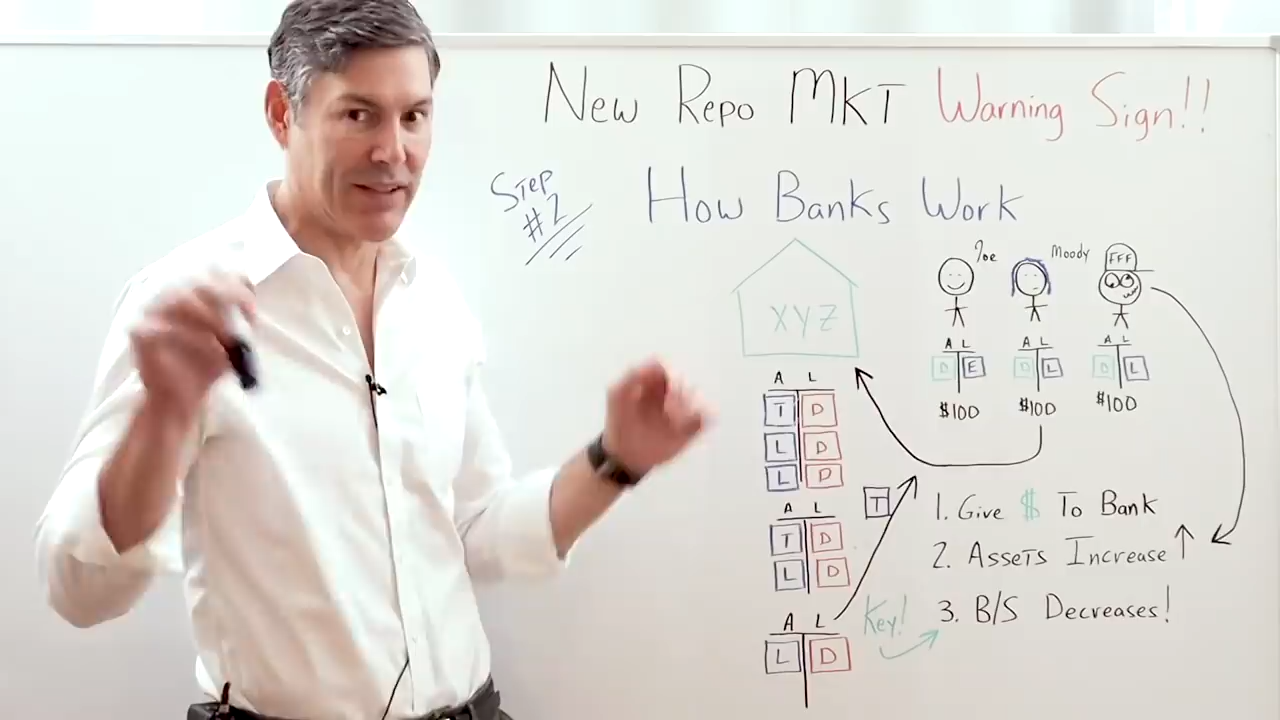 New Repo MKT Warning Sign!!
Step #2
How Banks Work
Joe
Moody
FFF
XYZ
A L
D E
$100
A L
D L
$100
A L
D L
$100
A L
T D
L D
L D
A L
T D
L D
T
A L
L D
1. Give $ To Bank
2. Assets Increase ↑
Key!
3. B/S Decreases!